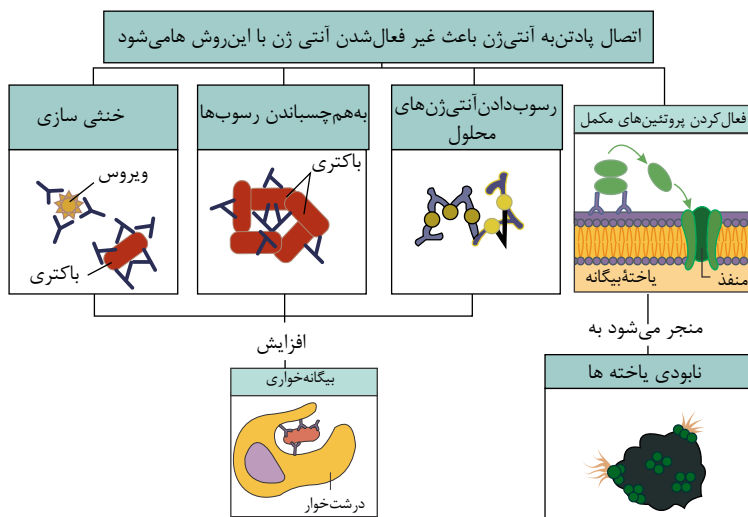 اتصال پادتن‌به آنتی‌ژن باعث غیر فعال‌شدن آنتی ژن با این‌روش هامی‌شود
خنثی سازی
به‌هم‌چسباندن رسوب‌ها
رسوب‌دادن‌آنتی‌ژن‌های
محلول
فعال‌کردن پروتئین‌های مکمل
ویروس
باکتری
باکتری
یاختهٔ‌بیگانه
منفذ
افزایش
منجر می‌شود به
بیگانه‌خواری
درشت‌خوار
نابودی یاخته ها